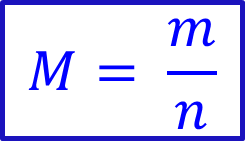 M = m/n